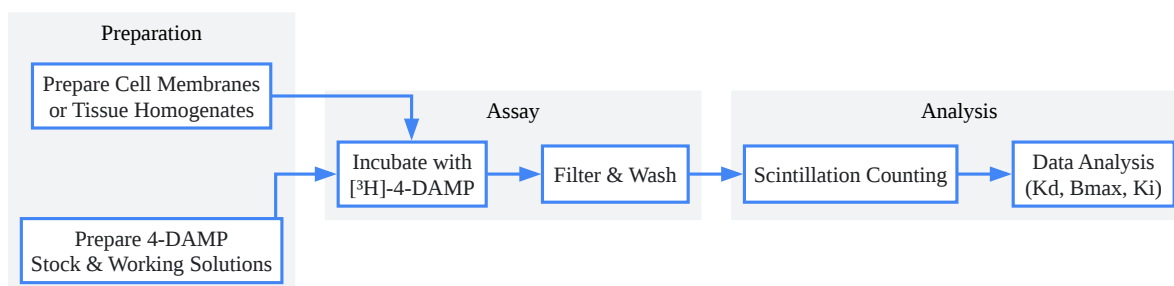 Preparation
Prepare Cell Membranes
or Tissue Homogenates
Prepare 4-DAMP
Stock & Working Solutions
Assay
Incubate with
[³H]-4-DAMP
Filter & Wash
Analysis
Scintillation Counting
Data Analysis
(Kd, Bmax, Ki)